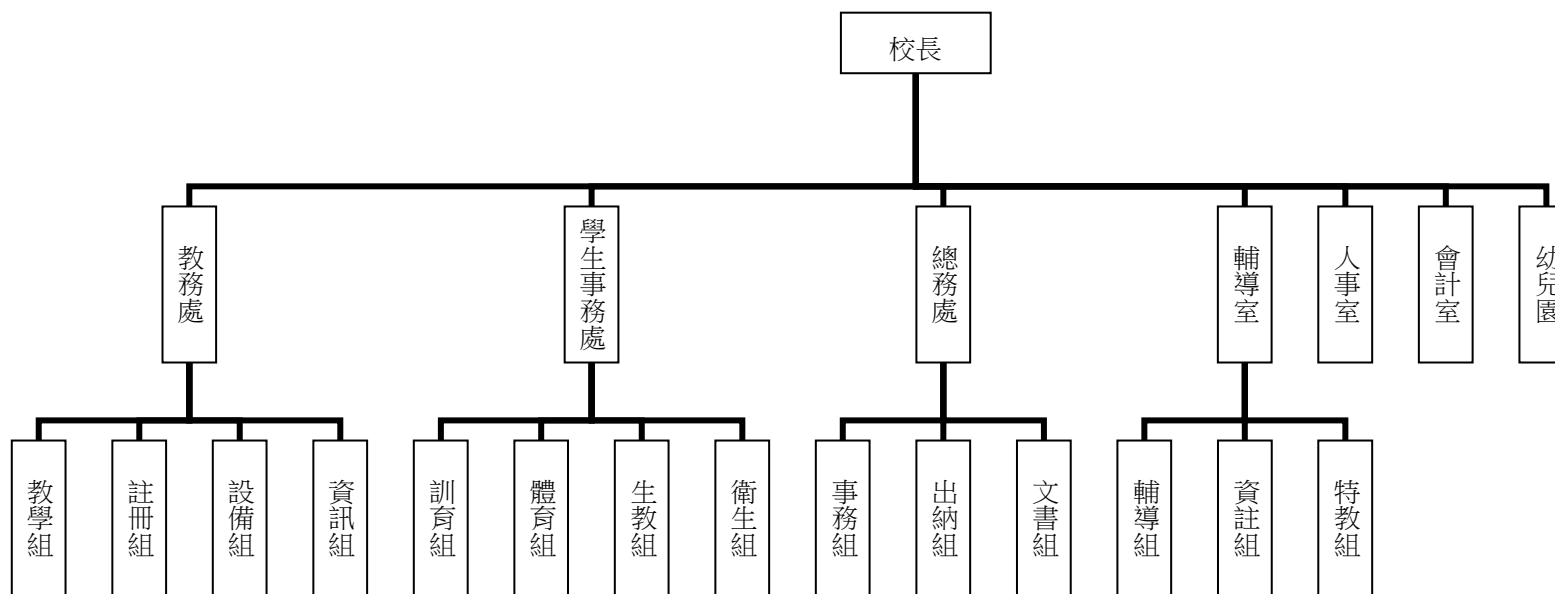 校長
教務處
學生事務處
總務處
輔導室
人事室
會計室
幼兒園
教學組
註冊組
設備組
資訊組
訓育組
體育組
生教組
衛生組
事務組
出納組
文書組
輔導組
資註組
特教組